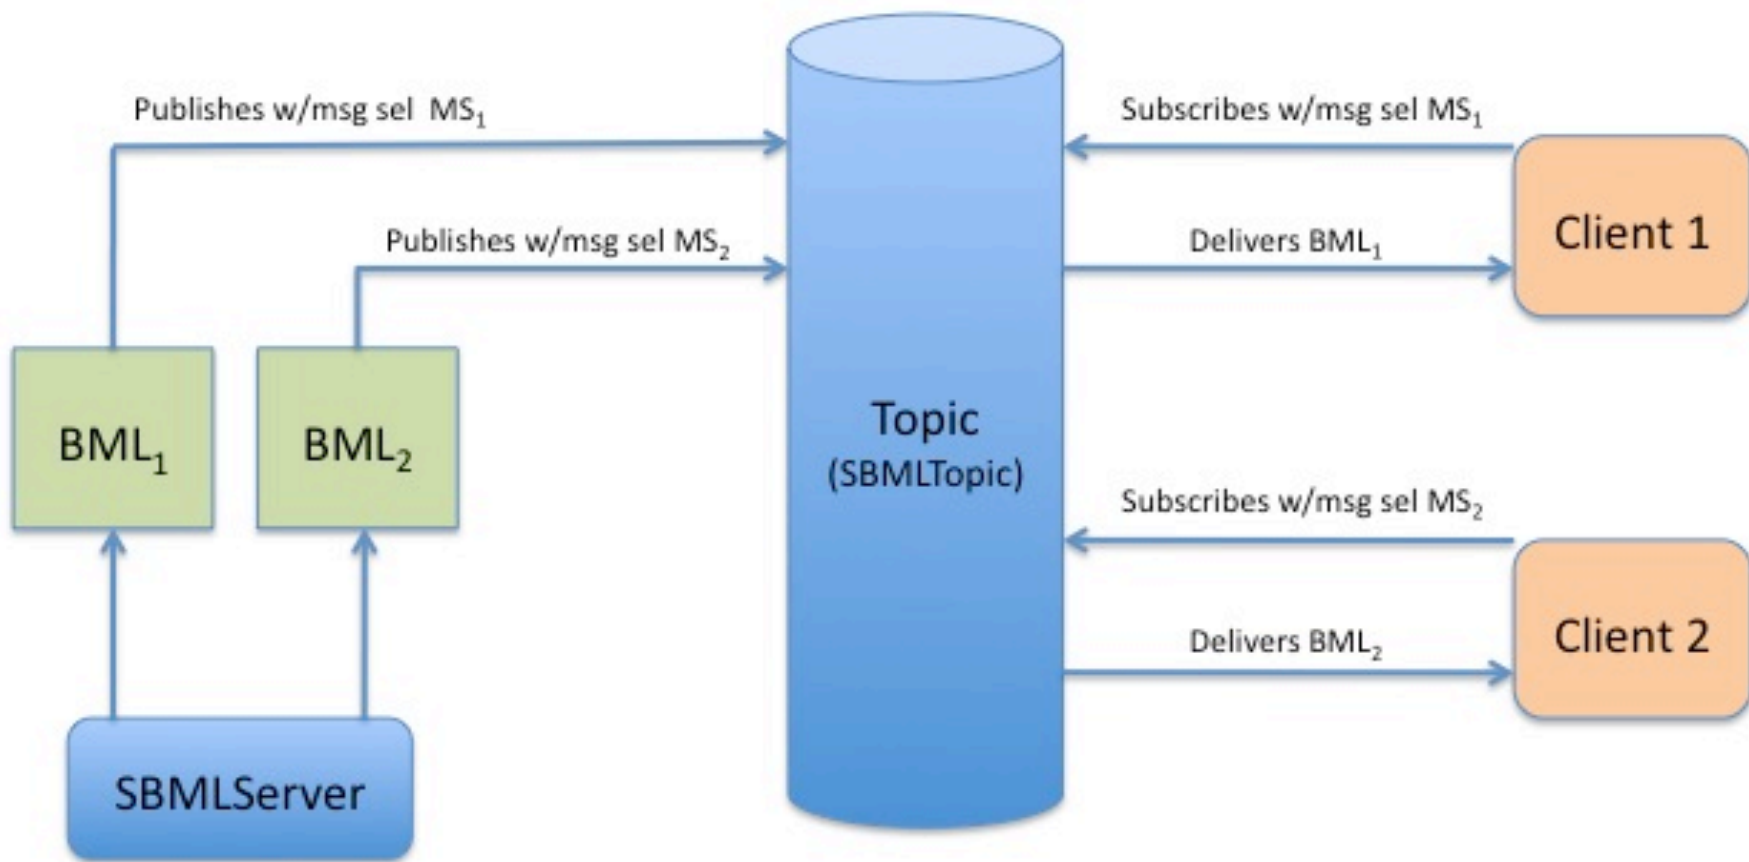 Publishes w/msg sel MS₁
Subscribes w/msg sel MS₁
Client 1
Publishes w/msg sel MS₂
Delivers BML₁
BML₁
BML₂
Topic
(SBMLTopic)
Subscribes w/msg sel MS₂
Delivers BML₂
Client 2
SBMLServer